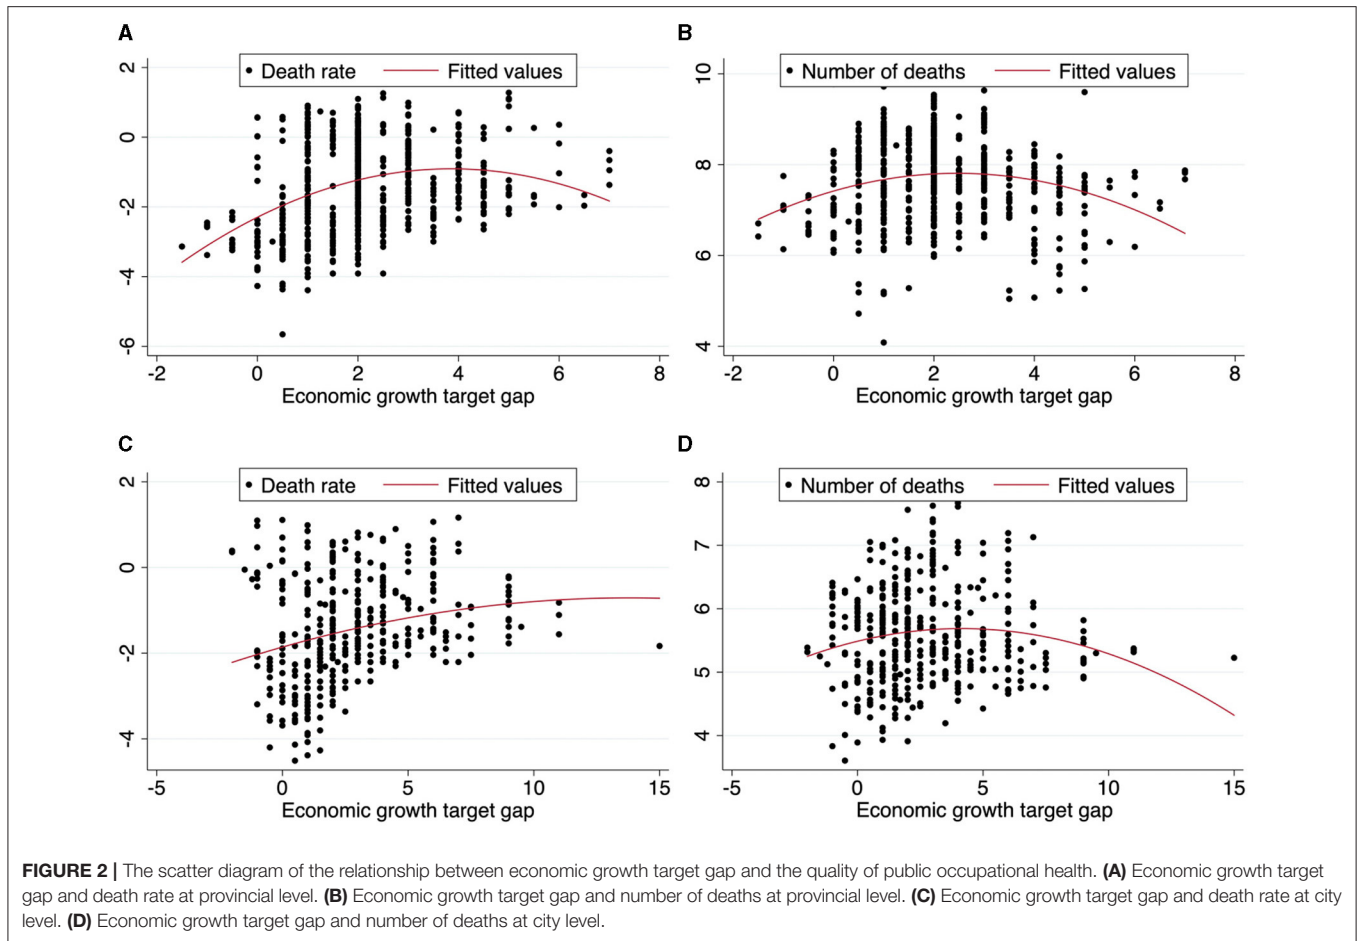 A
Death rate Fitted values
2
0
-2
-4
-6
-2 0 2 4 6 8
Economic growth target gap
B
Number of deaths Fitted values
10
8
6
4
-2 0 2 4 6 8
Economic growth target gap
C
Death rate Fitted values
2
0
-2
-4
-5 0 5 10 15
Economic growth target gap
D
Number of deaths Fitted values
8
7
6
5
4
-5 0 5 10 15
Economic growth target gap
FIGURE 2 | The scatter diagram of the relationship between economic growth target gap and the quality of public occupational health. (A) Economic growth target
gap and death rate at provincial level. (B) Economic growth target gap and number of deaths at provincial level. (C) Economic growth target gap and death rate at city
level. (D) Economic growth target gap and number of deaths at city level.